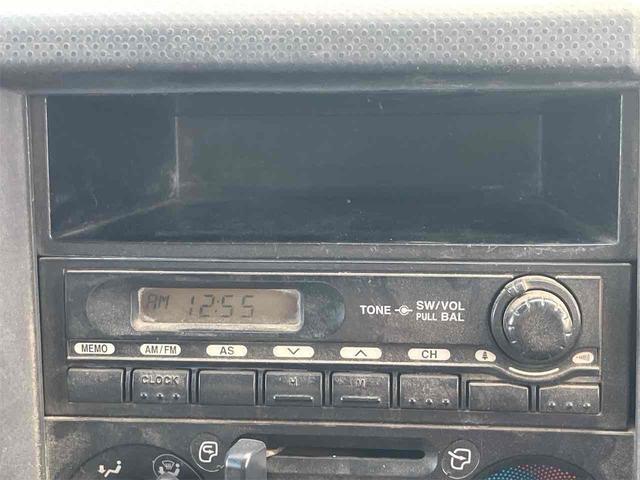 AM 12:55
TONE SW/VOL
PULL BAL
MEMO AM/FM AS CH
CLOCK H M